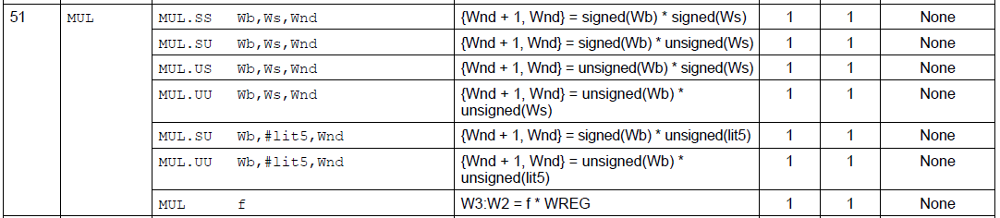 51 MUL MUL.SS Wb,Ws,Wnd {Wnd + 1, Wnd} = signed(Wb) * signed(Ws) 1 1 None
MUL.SU Wb,Ws,Wnd {Wnd + 1, Wnd} = signed(Wb) * unsigned(Ws) 1 1 None
MUL.US Wb,Ws,Wnd {Wnd + 1, Wnd} = unsigned(Wb) * signed(Ws) 1 1 None
MUL.UU Wb,Ws,Wnd {Wnd + 1, Wnd} = unsigned(Wb) * 1 1 None
unsigned(Ws)
MUL.SU Wb,#lit5,Wnd {Wnd + 1, Wnd} = signed(Wb) * unsigned(lit5) 1 1 None
MUL.UU Wb,#lit5,Wnd {Wnd + 1, Wnd} = unsigned(Wb) * 1 1 None
unsigned(lit5)
MUL f W3:W2 = f * WREG 1 1 None